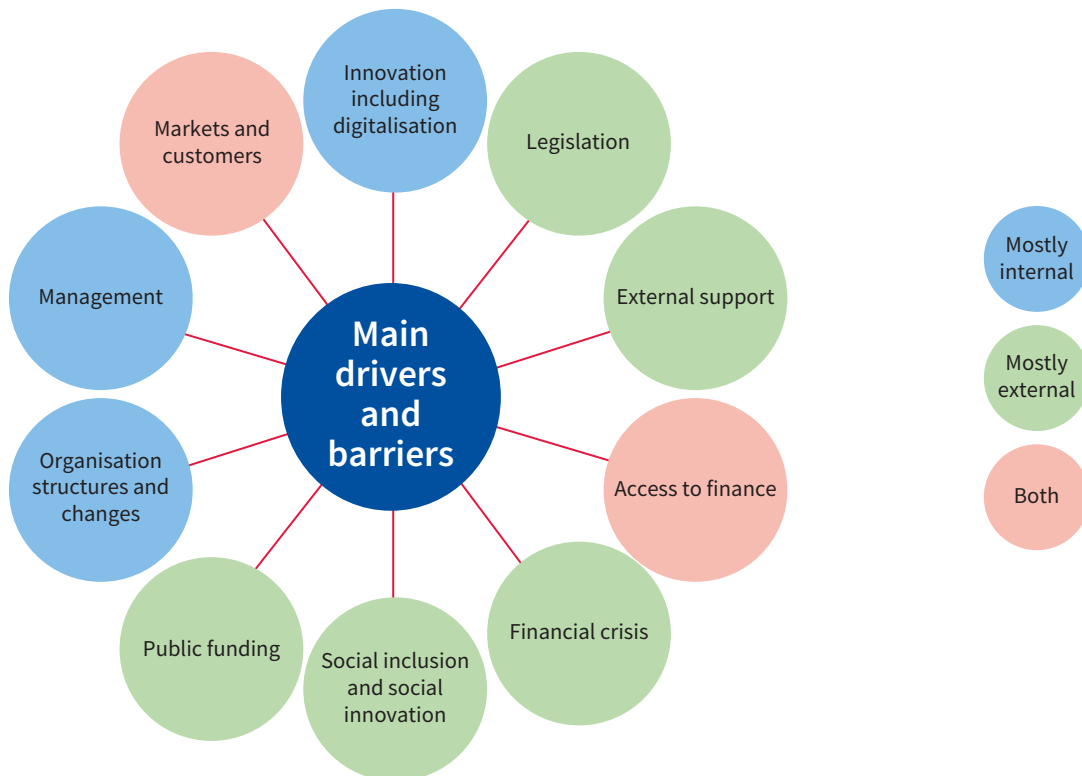 Innovation
including
digitalisation
Legislation
External support
Access to finance
Financial crisis
Social inclusion
and social
innovation
Public funding
Organisation
structures and
changes
Management
Markets and
customers
Main
drivers
and
barriers
Mostly
internal
Mostly
external
Both